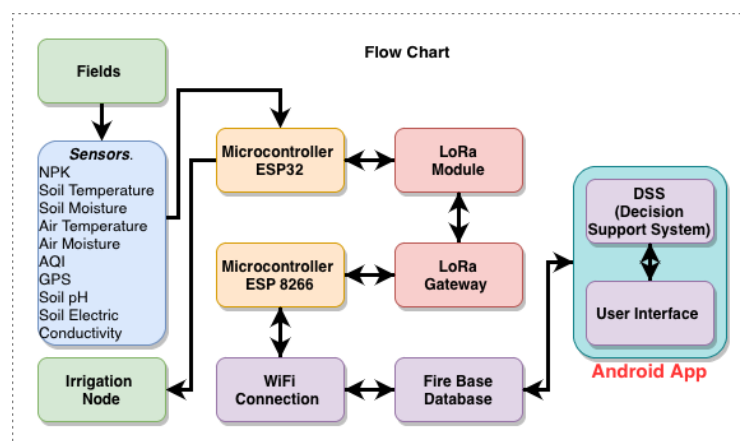 Flow Chart
Fields
Sensors.
NPK
Soil Temperature
Soil Moisture
Air Temperature
Air Moisture
AQI
GPS
Soil pH
Soil Electric
Conductivity
Microcontroller
ESP32
LoRa
Module
Microcontroller
ESP 8266
LoRa
Gateway
Irrigation
Node
WiFi
Connection
Fire Base
Database
DSS
(Decision
Support System)
User Interface
Android App